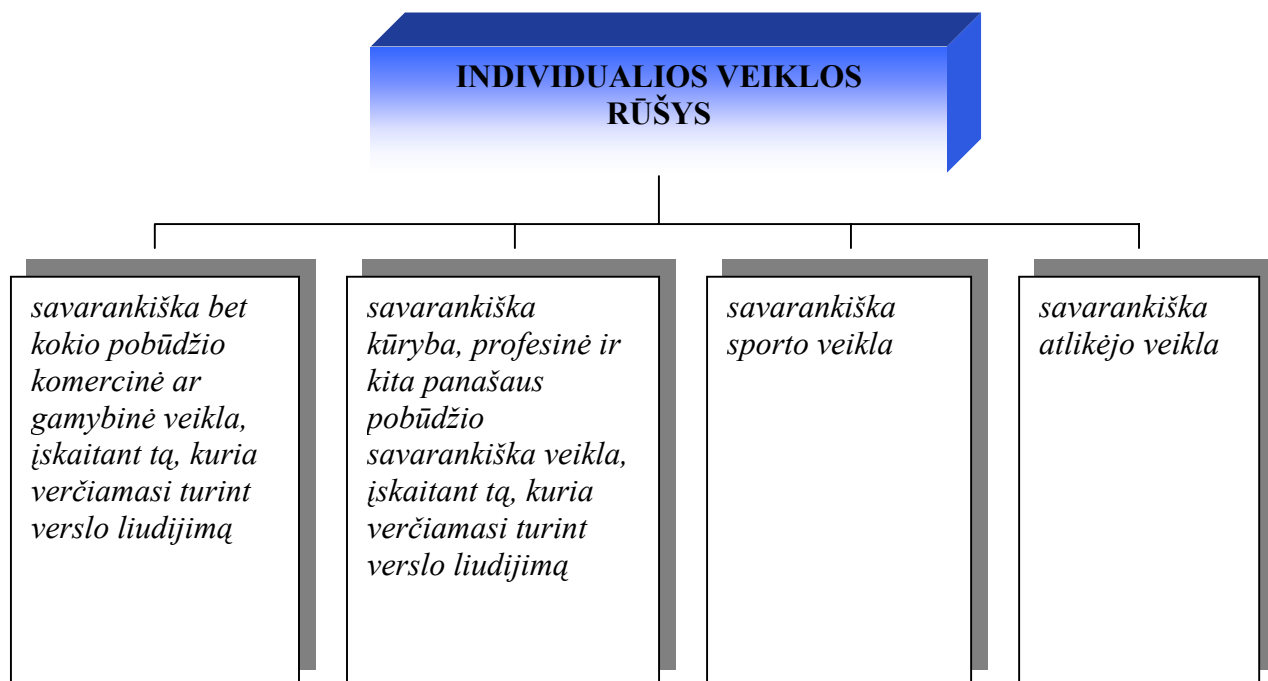 INDIVIDUALIOS VEIKLOS
RŪŠYS
savarankiška bet
kokio pobūdžio
komercinė ar
gamybinė veikla,
įskaitant tą, kuria
verčiamasi turint
verslo liudijimą
savarankiška
kūryba, profesinė ir
kita panašaus
pobūdžio
savarankiška veikla,
įskaitant tą, kuria
verčiamasi turint
verslo liudijimą
savarankiška
sporto veikla
savarankiška
atlikėjo veikla